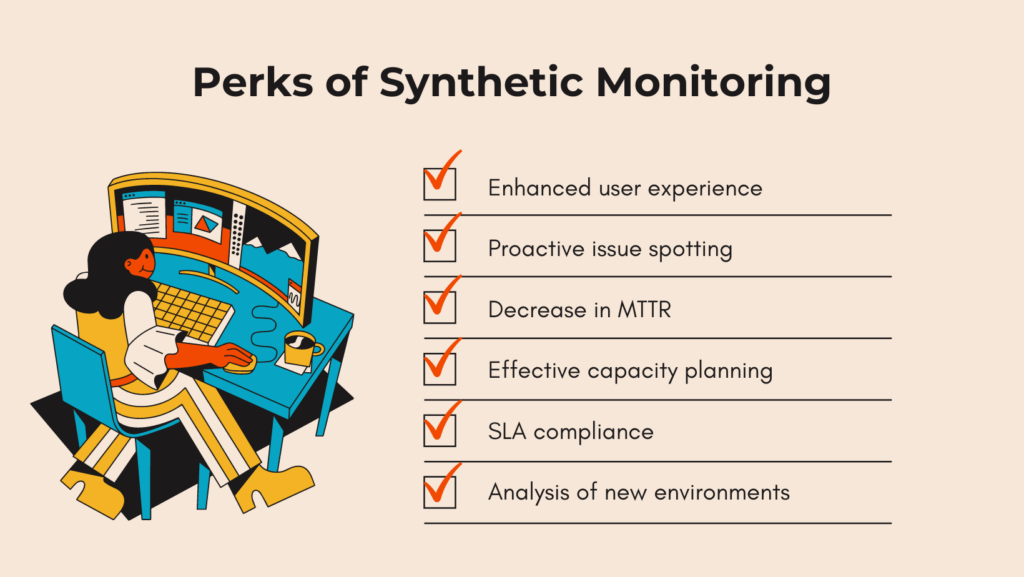 Perks of Synthetic Monitoring
Enhanced user experience
Proactive issue spotting
Decrease in MTTR
Effective capacity planning
SLA compliance
Analysis of new environments